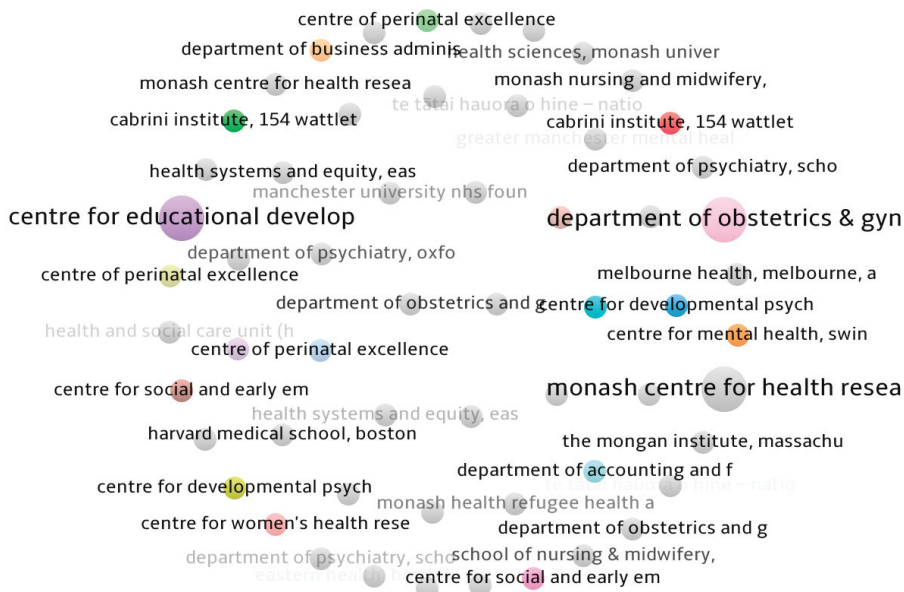 centre of perinatal excellence
department of business adminis
health sciences, monash univer
monash centre for health resea
monash nursing and midwifery,
te tātai hauora o hine – natio
cabrini institute, 154 wattlet
cabrini institute, 154 wattlet
greater manchester mental heal
department of psychiatry, scho
health systems and equity, eas
manchester university nhs foun
centre for educational develop
department of obstetrics & gyn
department of psychiatry, oxfo
centre of perinatal excellence
melbourne health, melbourne, a
department of obstetrics and g
centre for developmental psych
health and social care unit (h
centre for mental health, swin
centre of perinatal excellence
centre for social and early em
monash centre for health resea
health systems and equity, eas
harvard medical school, boston
the mongan institute, massachu
department of accounting and f
te tātai hauora o hine – natio
centre for developmental psych
monash health refugee health a
centre for women's health rese
department of obstetrics and g
department of psychiatry, scho
school of nursing & midwifery,
eastern health, bo
centre for social and early em